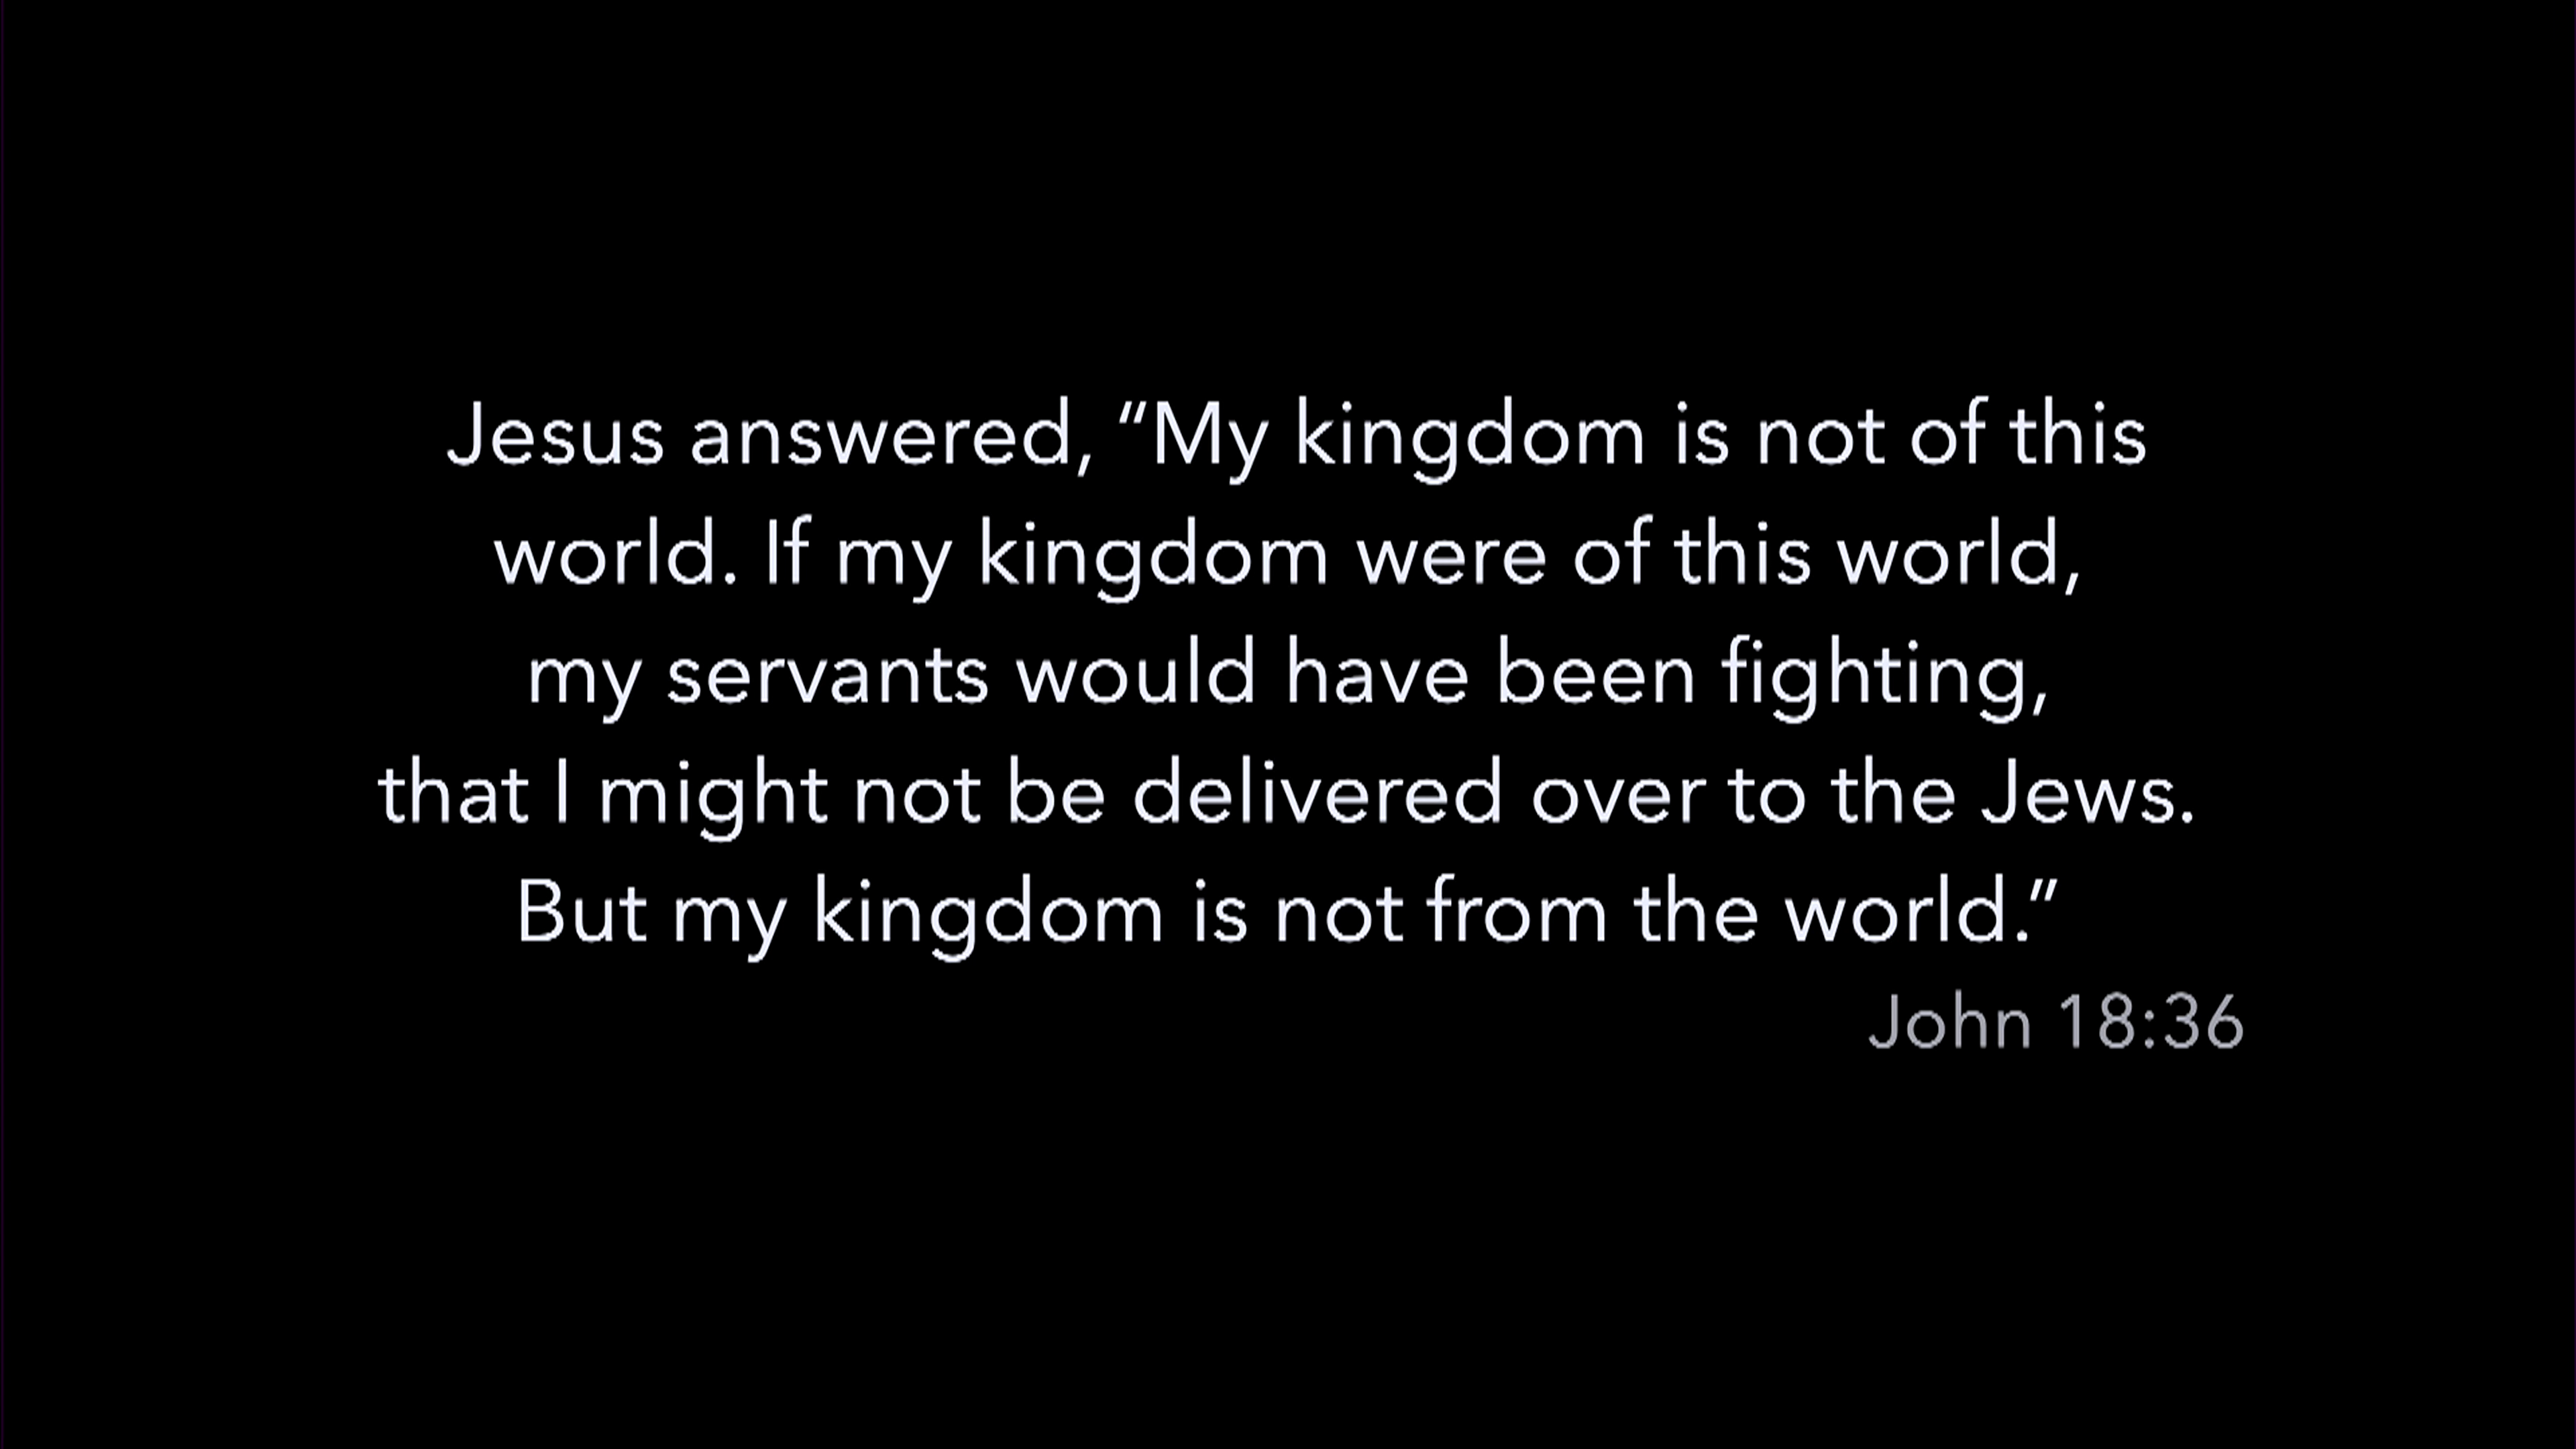 Jesus answered, “My kingdom is not of this
world. If my kingdom were of this world,
my servants would have been fighting,
that I might not be delivered over to the Jews.
But my kingdom is not from the world.”
John 18:36